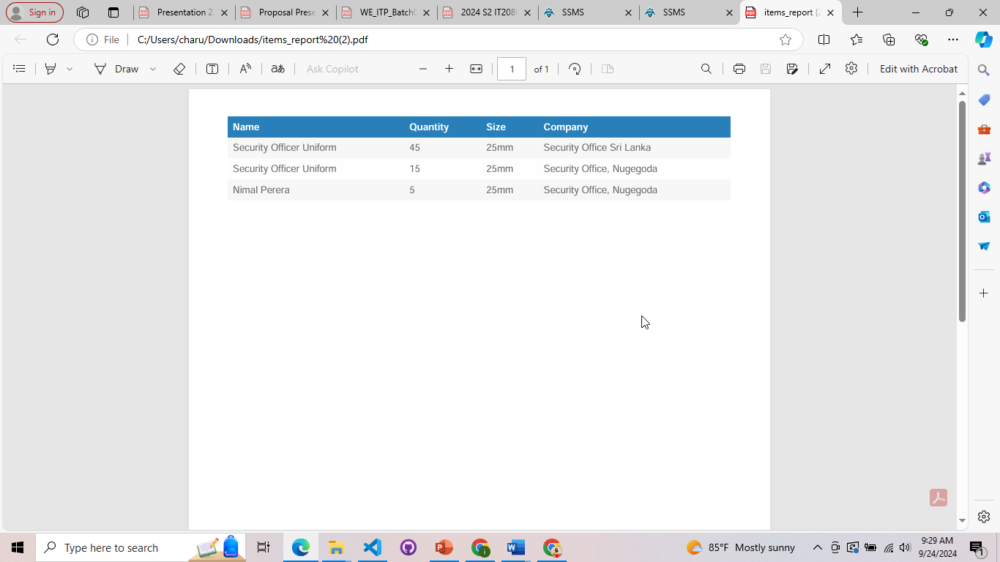 Sign in
Presentation 2
Proposal Prese
WE_ITP_Batch
2024 S2 IT208
SSMS
SSMS
items_report (2
File
C:/Users/charu/Downloads/items_report%20(2).pdf
Draw
Ask Copilot
1
of 1
Edit with Acrobat
Name Quantity Size Company
Security Officer Uniform 45 25mm Security Office Sri Lanka
Security Officer Uniform 15 25mm Security Office, Nugegoda
Nimal Perera 5 25mm Security Office, Nugegoda
Type here to search
85°F Mostly sunny
9:29 AM
9/24/2024
1